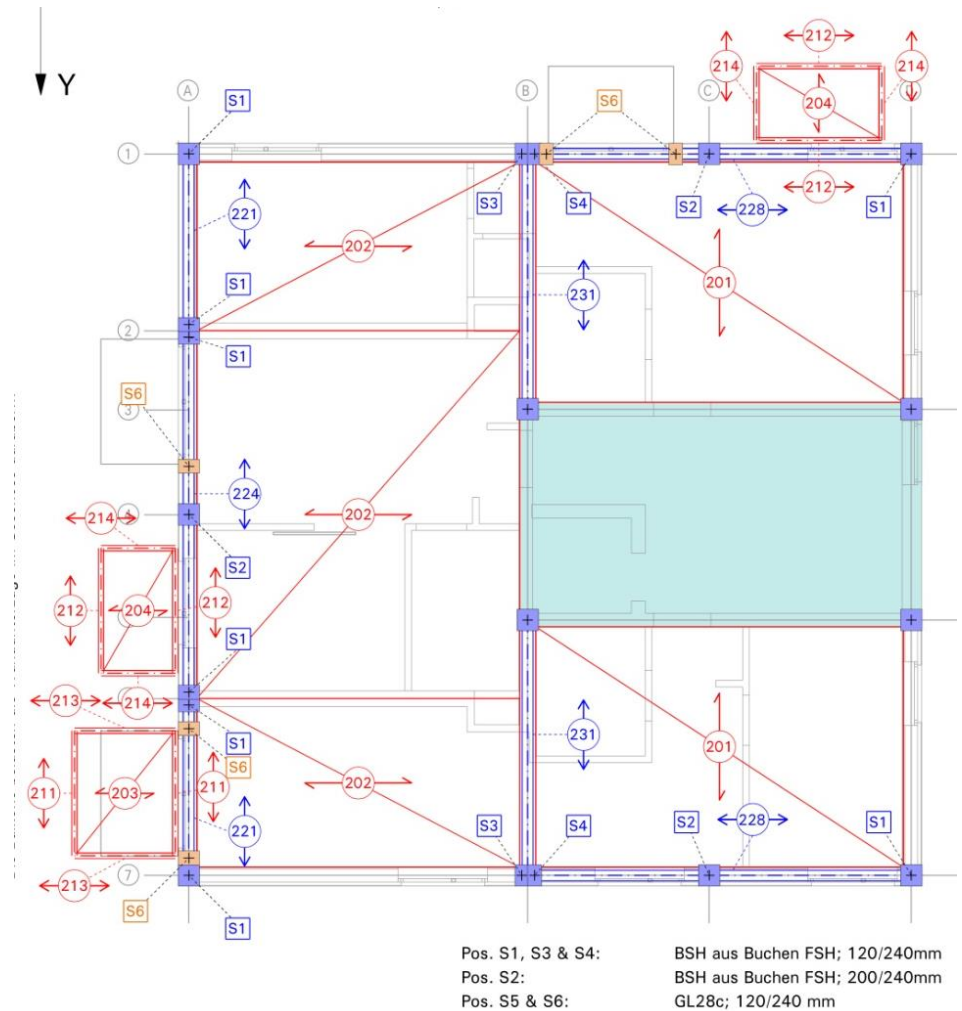 Y
A
B
C
212
214
214
204
S1
S6
1
212
S3
S4
S2
228
S1
221
202
201
231
S1
2
S1
S6
3
224
202
214
S2
212
204
212
S1
213
214
S1
231
201
211
203
211
S6
202
221
S3
S4
S2
228
S1
7
213
S6
S1
Pos. S1, S3 & S4: BSH aus Buchen FSH; 120/240mm
Pos. S2: BSH aus Buchen FSH; 200/240mm
Pos. S5 & S6: GL28c; 120/240 mm